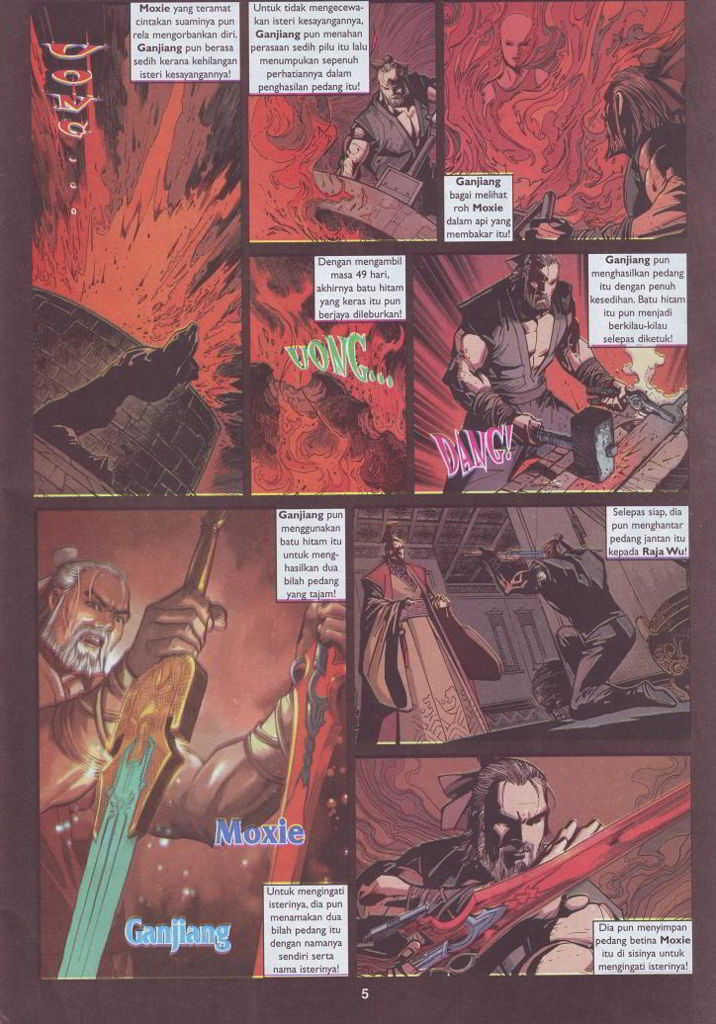 UONG...
Moxie yang teramat
cintakan suaminya pun
rela mengorbankan diri.
Ganjiang pun berasa
sedih kerana kehilangan
isteri kesayangannya!
Untuk tidak mengecewa-
kan isteri kesayangannya,
Ganjiang pun menahan
perasaan sedih pilu itu lalu
menumpukan sepenuh
perhatiannya dalam
penghasilan pedang itu!
Ganjiang
bagai melihat
roh Moxie
dalam api yang
membakar itu!
Dengan mengambil
masa 49 hari,
akhirnya batu hitam
yang keras itu pun
berjaya dileburkan!
UONG...
Ganjiang pun
menghasilkan pedang
itu dengan penuh
kesedihan. Batu hitam
itu pun menjadi
berkilau-kilau
selepas diketuk!
DANG!
Ganjiang pun
menggunakan
batu hitam itu
untuk meng-
hasilkan dua
bilah pedang
yang tajam!
Moxie
Ganjiang
Untuk mengingati
isterinya, dia pun
menamakan dua
bilah pedang itu
dengan namanya
sendiri serta
nama isterinya!
Selepas siap, dia
pun menghantar
pedang jantan itu
kepada Raja Wu!
Dia pun menyimpan
pedang betina Moxie
itu di sisinya untuk
mengingati isterinya!
5